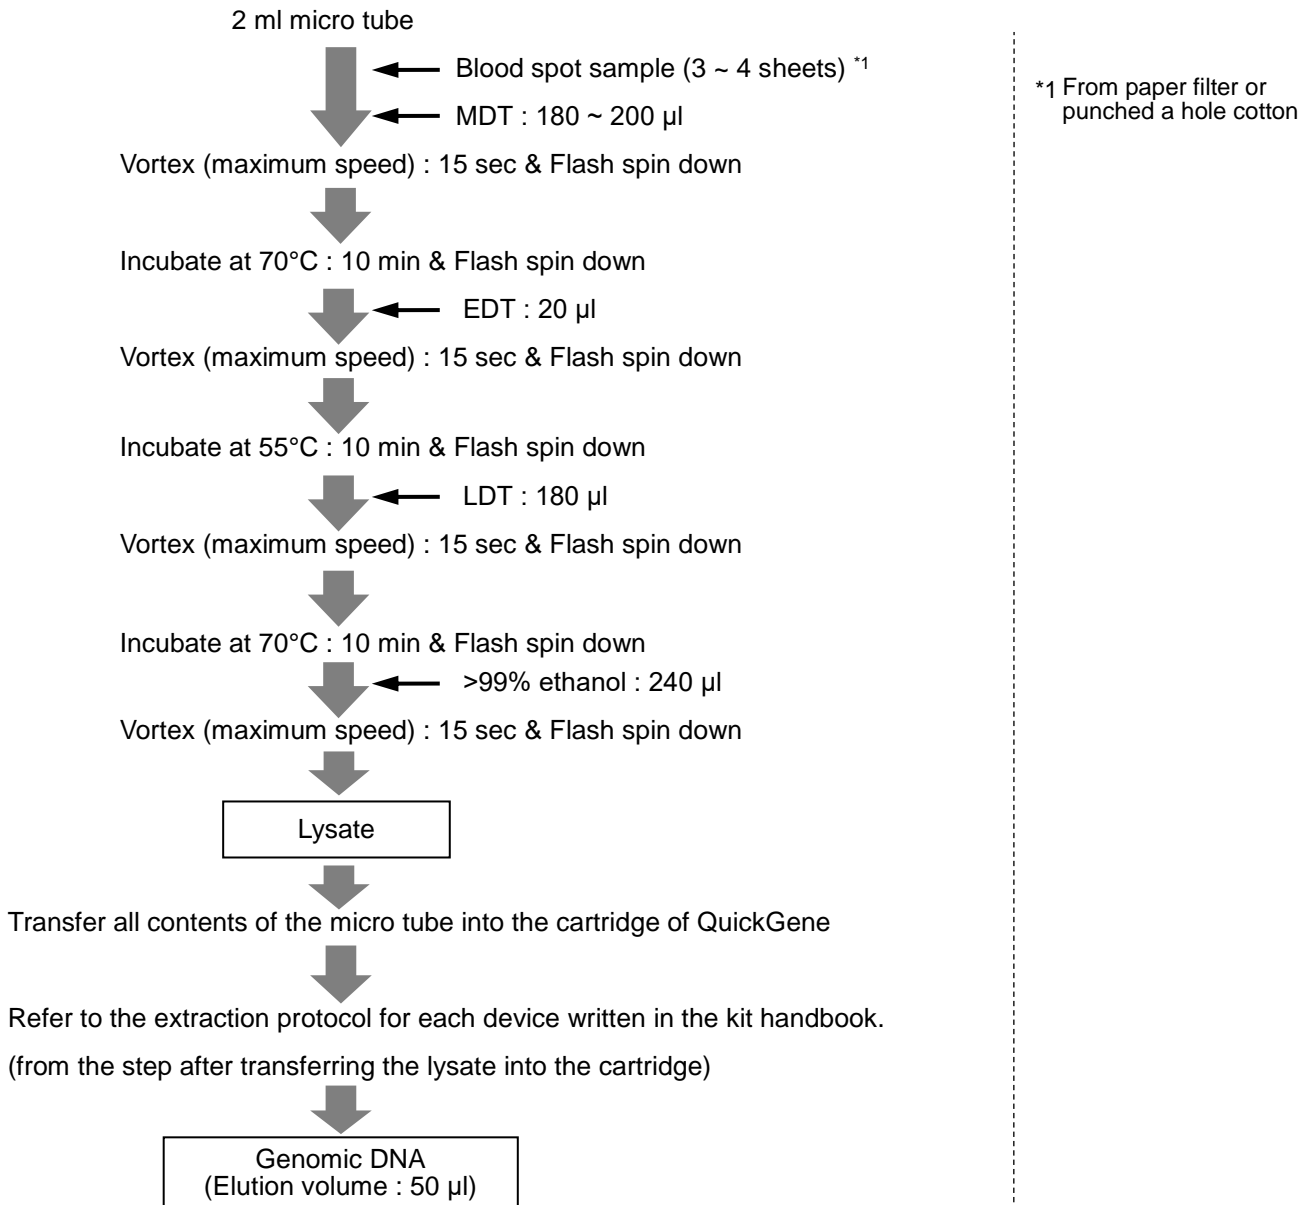 2 ml micro tube
Blood spot sample (3 ~ 4 sheets) *1
*1 From paper filter or
punched a hole cotton
MDT : 180 ~ 200 µl
Vortex (maximum speed) : 15 sec & Flash spin down
Incubate at 70°C : 10 min & Flash spin down
EDT : 20 µl
Vortex (maximum speed) : 15 sec & Flash spin down
Incubate at 55°C : 10 min & Flash spin down
LDT : 180 µl
Vortex (maximum speed) : 15 sec & Flash spin down
Incubate at 70°C : 10 min & Flash spin down
>99% ethanol : 240 µl
Vortex (maximum speed) : 15 sec & Flash spin down
Lysate
Transfer all contents of the micro tube into the cartridge of QuickGene
Refer to the extraction protocol for each device written in the kit handbook.
(from the step after transferring the lysate into the cartridge)
Genomic DNA
(Elution volume : 50 µl)